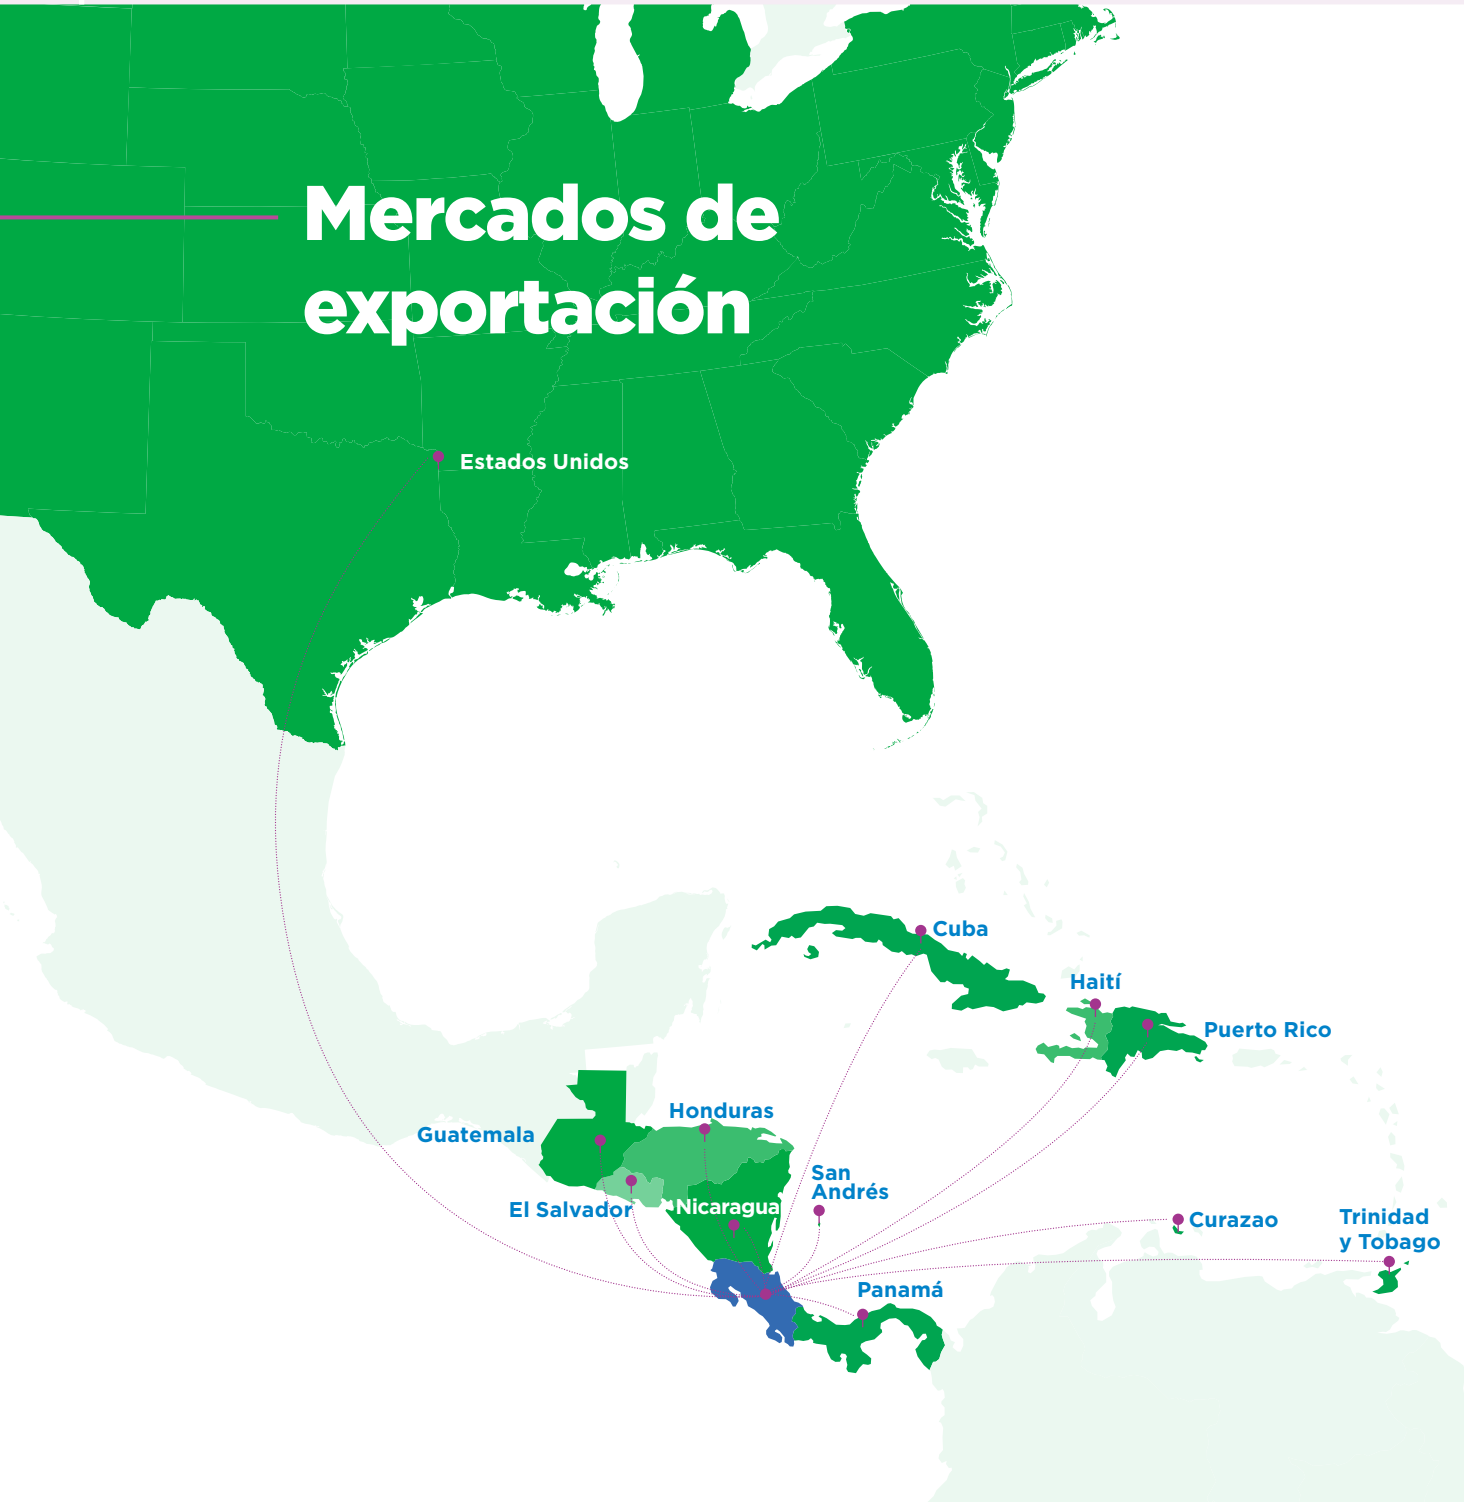 Mercados de
exportación
Estados Unidos
Cuba
Haití
Puerto Rico
Honduras
Guatemala
San
Andrés
El Salvador
Nicaragua
Curazao
Trinidad
y Tobago
Panamá